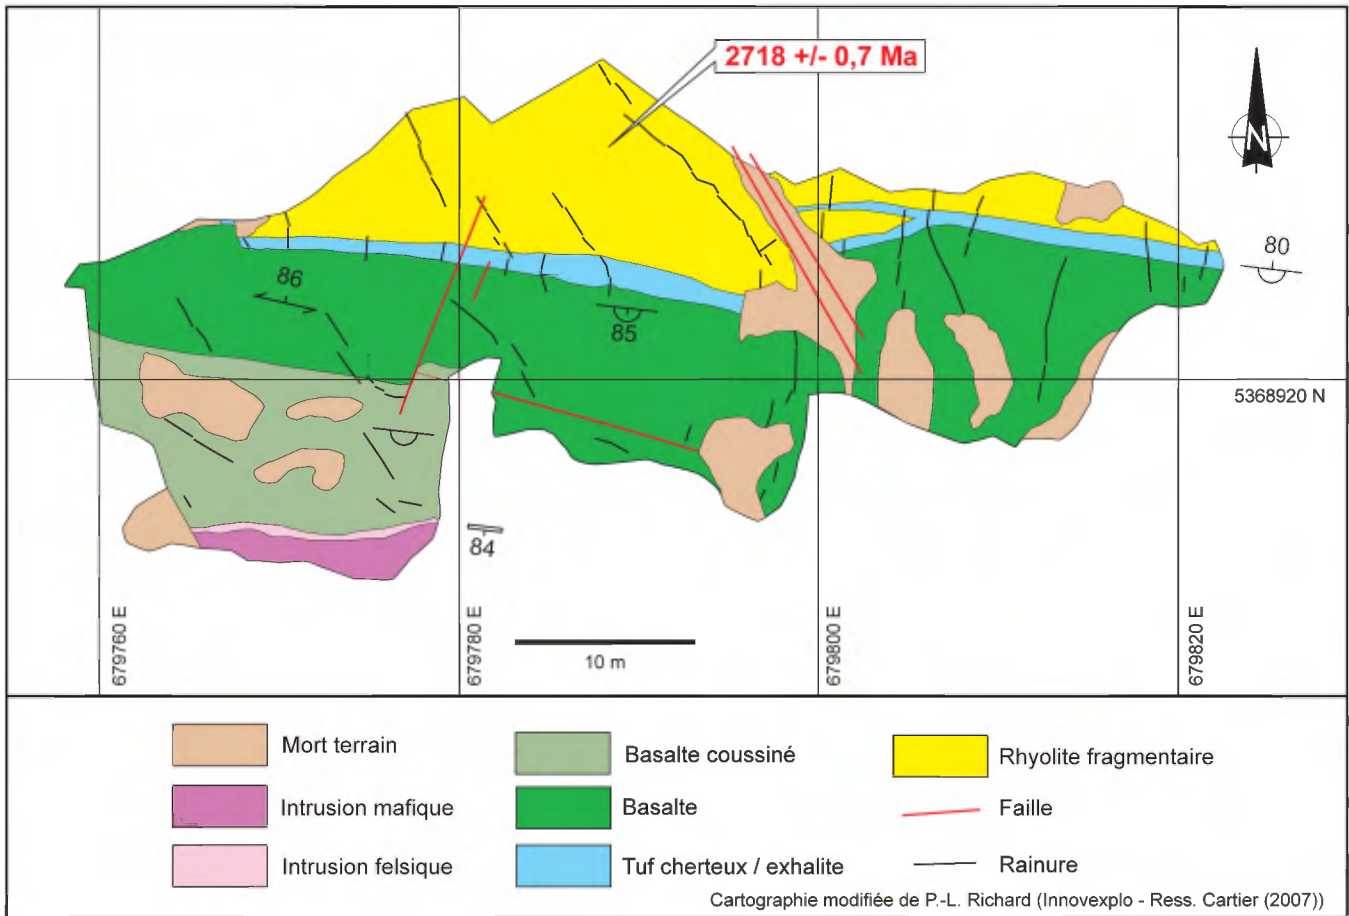 2718 +/- 0,7 Ma
N
80
86
85
5368920 N
84
679760 E
679780 E
679800 E
679820 E
10 m
Mort terrain
Basalte coussiné
Rhyolite fragmentaire
Intrusion mafique
Basalte
Faille
Intrusion felsique
Tuf cherteux / exhalite
Rainure
Cartographie modifiée de P.-L. Richard (Innovexplo - Ress. Cartier (2007))